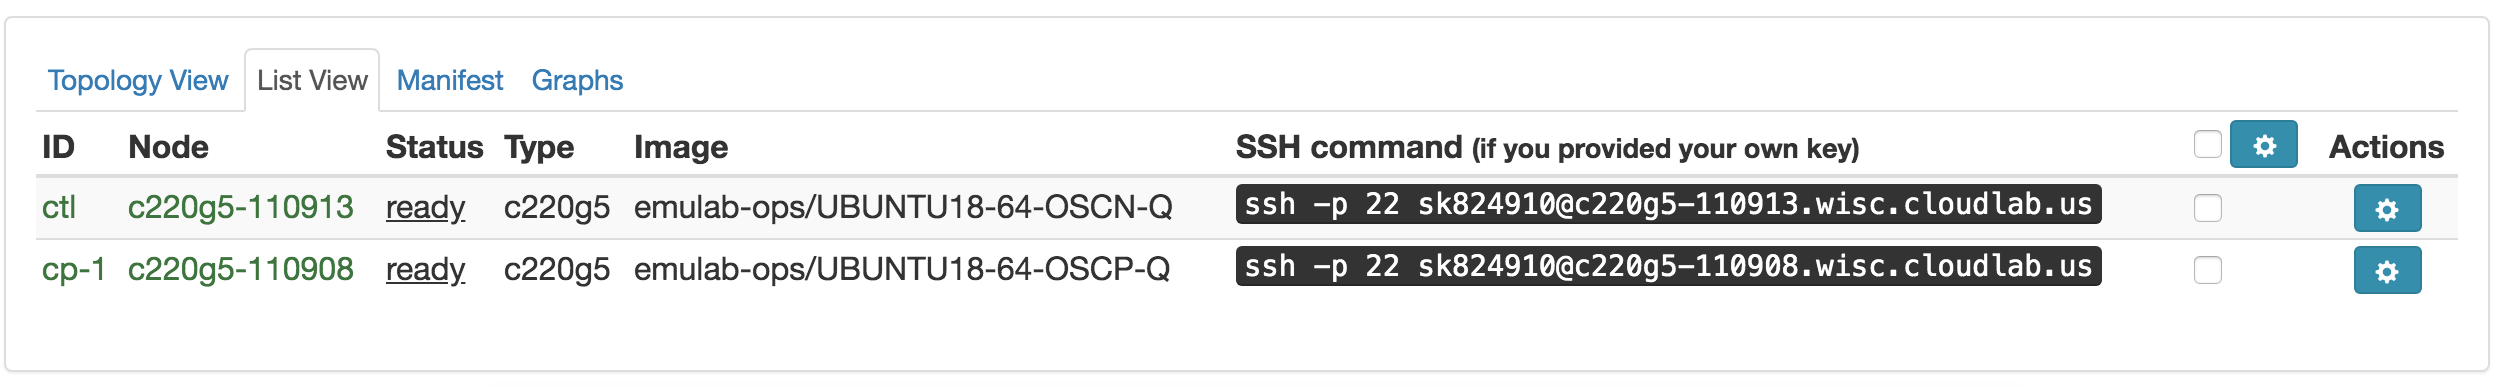 Topology View List View Manifest Graphs
ID Node Status Type Image SSH command (if you provided your own key) Actions
ctl c220g5-110913 ready c220g5 emulab-ops/UBUNTU18-64-OSCN-Q ssh -p 22 sk824910@c220g5-110913.wisc.cloudlab.us
cp-1 c220g5-110908 ready c220g5 emulab-ops/UBUNTU18-64-OSCP-Q ssh -p 22 sk824910@c220g5-110908.wisc.cloudlab.us